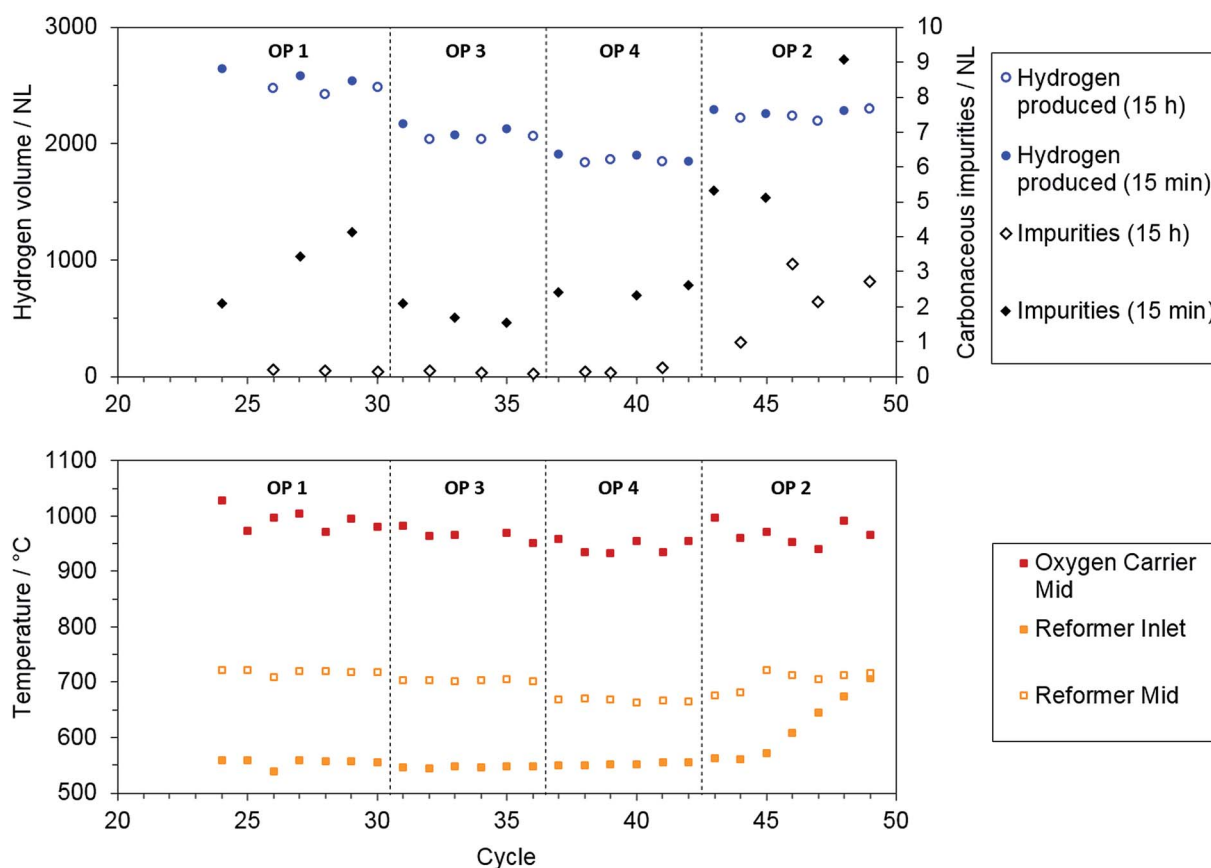 3000
2000
1000
0
Hydrogen volume / NL
OP 1
OP 3
OP 4
OP 2
10
9
8
7
6
5
4
3
2
1
0
Carbonaceous impurities / NL
20
25
30
35
40
45
50
Hydrogen
produced (15 h)
Hydrogen
produced (15 min)
Impurities (15 h)
Impurities (15 min)
1100
1000
900
800
700
600
500
Temperature / °C
OP 1
OP 3
OP 4
OP 2
20
25
30
35
40
45
50
Cycle
Oxygen Carrier
Mid
Reformer Inlet
Reformer Mid